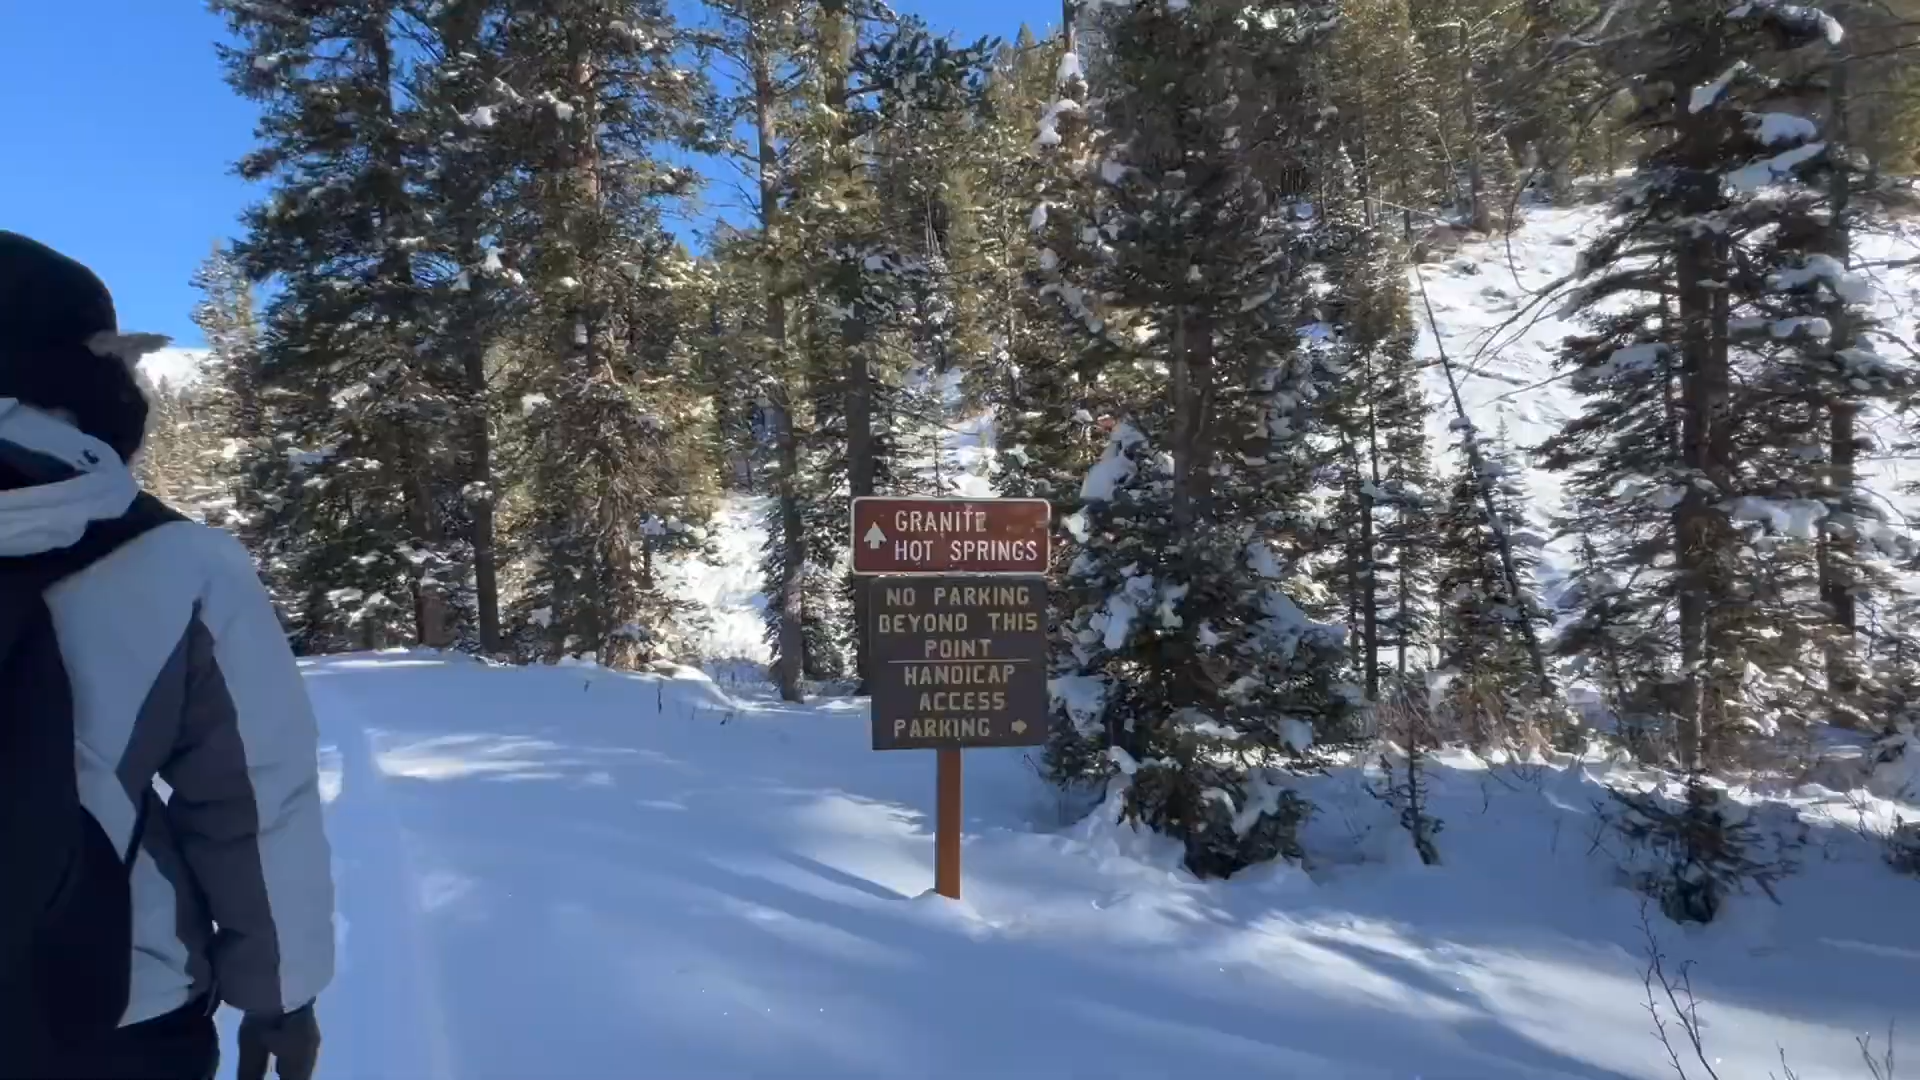 GRANITE
HOT SPRINGS
NO PARKING
BEYOND THIS
POINT
HANDICAP
ACCESS
PARKING